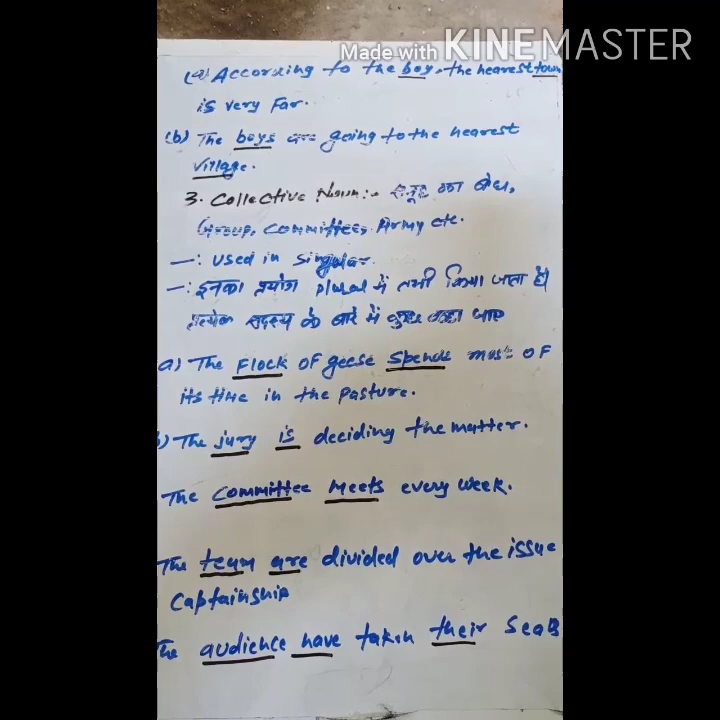 Made with KINEMASTER
(a) According to the boy, the nearest town
is very far.
(b) The boys are going to the nearest
village.
3. Collective Noun:- समूह का बोध,
Group, Committee, Army etc.
—: used in singular.
—: इनका प्रयोग plural में तभी किया जाता है।
प्रत्येक सदस्य के बारे में कुछ कहा जाए
a) The Flock of geese spends most of
its time in the pasture.
) The jury is deciding the matter.
The committee meets every week.
The team are divided over the issue
Captainship
The audience have taken their seats